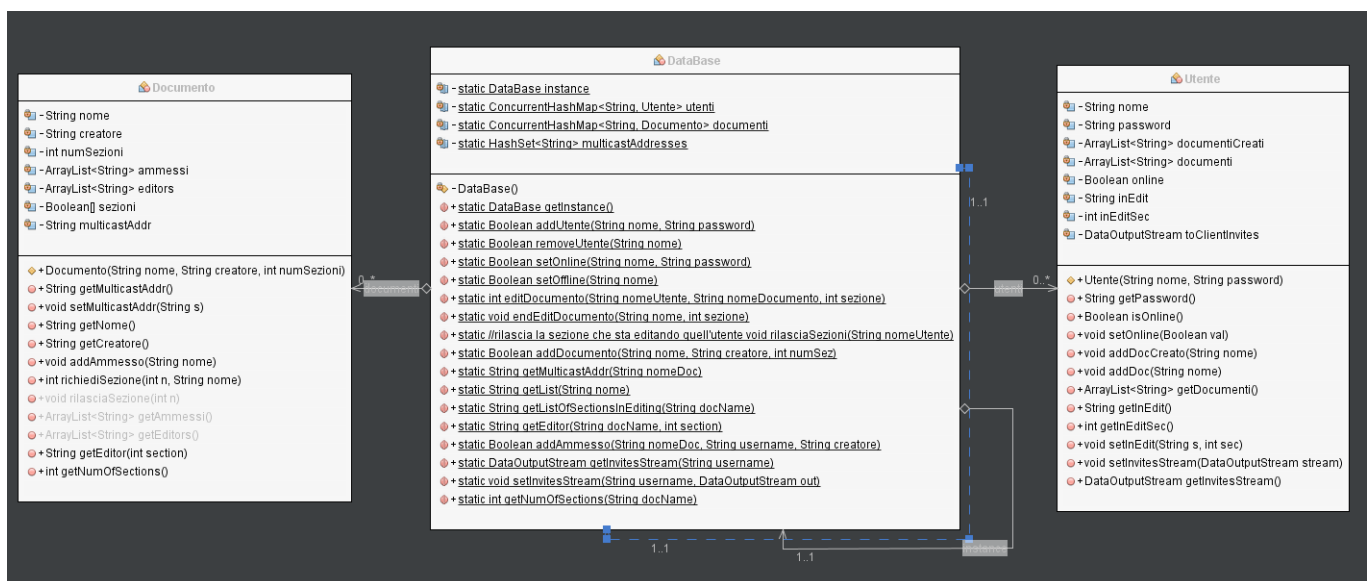 Documento
- String nome
- String creatore
- int numSezioni
- ArrayList<String> ammessi
- ArrayList<String> editors
- Boolean[] sezioni
- String multicastAddr
+ Documento(String nome, String creatore, int numSezioni)
+ String getMulticastAddr()
+ void setMulticastAddr(String s)
+ String getNome()
+ String getCreatore()
+ void addAmmesso(String nome)
+ int richiediSezione(int n, String nome)
+ void rilasciaSezione(int n)
+ ArrayList<String> getAmmessi()
+ ArrayList<String> getEditors()
+ String getEditor(int section)
+ int getNumOfSections()
0..*
documenti
DataBase
- static DataBase instance
- static ConcurrentHashMap<String, Utente> utenti
- static ConcurrentHashMap<String, Documento> documenti
- static HashSet<String> multicastAddresses
- DataBase()
+ static DataBase getInstance()
+ static Boolean addUtente(String nome, String password)
+ static Boolean removeUtente(String nome)
+ static Boolean setOnline(String nome, String password)
+ static Boolean setOffline(String nome)
+ static int editDocumento(String nomeUtente, String nomeDocumento, int sezione)
+ static void endEditDocumento(String nome, int sezione)
+ static //rilascia la sezione che sta editando quell'utente void rilasciaSezioni(String nomeUtente)
+ static Boolean addDocumento(String nome, String creatore, int numSez)
+ static String getMulticastAddr(String nomeDoc)
+ static String getList(String nome)
+ static String getListOfSectionsInEditing(String docName)
+ static String getEditor(String docName, int section)
+ static Boolean addAmmesso(String nomeDoc, String username, String creatore)
+ static DataOutputStream getInvitesStream(String username)
+ static void setInvitesStream(String username, DataOutputStream out)
+ static int getNumOfSections(String docName)
1..1
utenti
0..*
1..1
1..1
Utente
- String nome
- String password
- ArrayList<String> documentiCreati
- ArrayList<String> documenti
- Boolean online
- String inEdit
- int inEditSec
- DataOutputStream toClientInvites
+ Utente(String nome, String password)
+ String getPassword()
+ Boolean isOnline()
+ void setOnline(Boolean val)
+ void addDocCreato(String nome)
+ void addDoc(String nome)
+ ArrayList<String> getDocumenti()
+ String getInEdit()
+ int getInEditSec()
+ void setInEdit(String s, int sec)
+ void setInvitesStream(DataOutputStream stream)
+ DataOutputStream getInvitesStream()